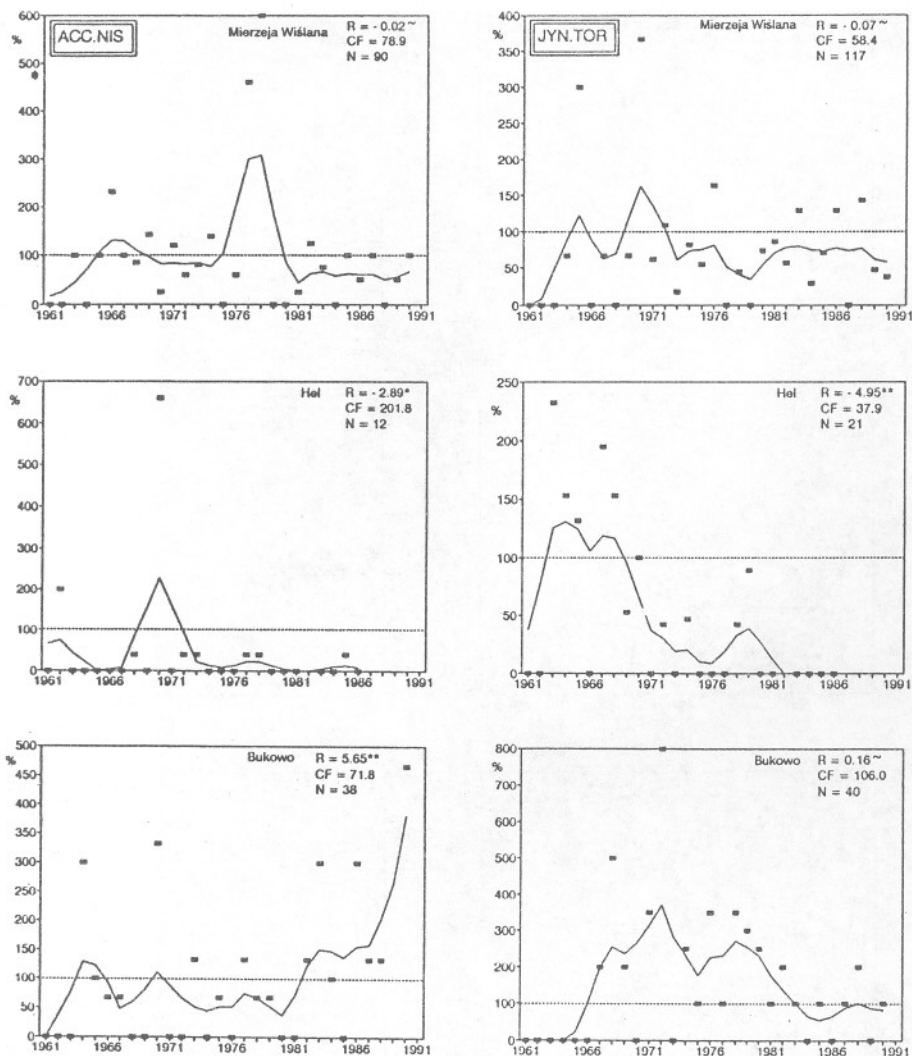 ACC.NIS
Mierzeja Wiślana
R = - 0.02~
CF = 78.9
N = 90
%
600
500
400
300
200
100
0
1961 1966 1971 1976 1981 1986 1991
JYN.TOR
Mierzeja Wiślana
R = - 0.07~
CF = 58.4
N = 117
%
400
350
300
250
200
150
100
50
0
1961 1966 1971 1976 1981 1986 1991
Hel
R = - 2.89*
CF = 201.8
N = 12
%
700
600
500
400
300
200
100
0
1961 1966 1971 1976 1981 1986 1991
Hel
R = - 4.95**
CF = 37.9
N = 21
%
250
200
150
100
50
0
1961 1966 1971 1976 1981 1986 1991
Bukowo
R = 5.65**
CF = 71.8
N = 38
%
500
450
400
350
300
250
200
150
100
50
0
1961 1966 1971 1976 1981 1986 1991
Bukowo
R = 0.16~
CF = 106.0
N = 40
%
800
700
600
500
400
300
200
100
0
1961 1966 1971 1976 1981 1986 1991